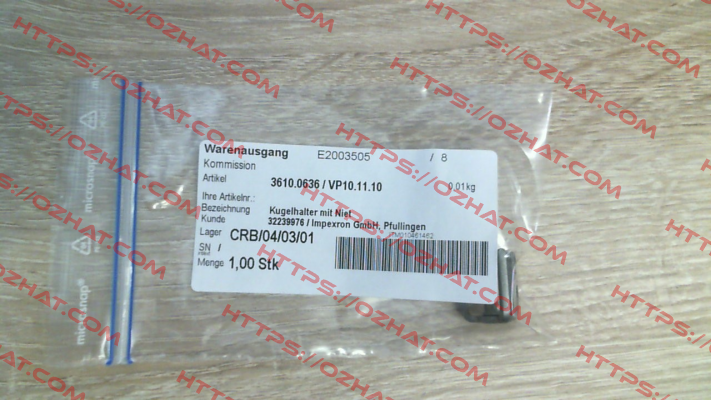 Warenausgang E2003505 / 8
Kommission
Artikel 3610.0636 / VP10.11.10 0.01kg
Ihre Artikelnr.:
Bezeichnung Kugelhalter mit Niet
Kunde 32239976 / Impexron GmbH, Pfullingen
Lager CRB/04/03/01
SN /
Menge 1,00 Stk
microsnap®
microsnap
HTTPS://OZHAT.COM